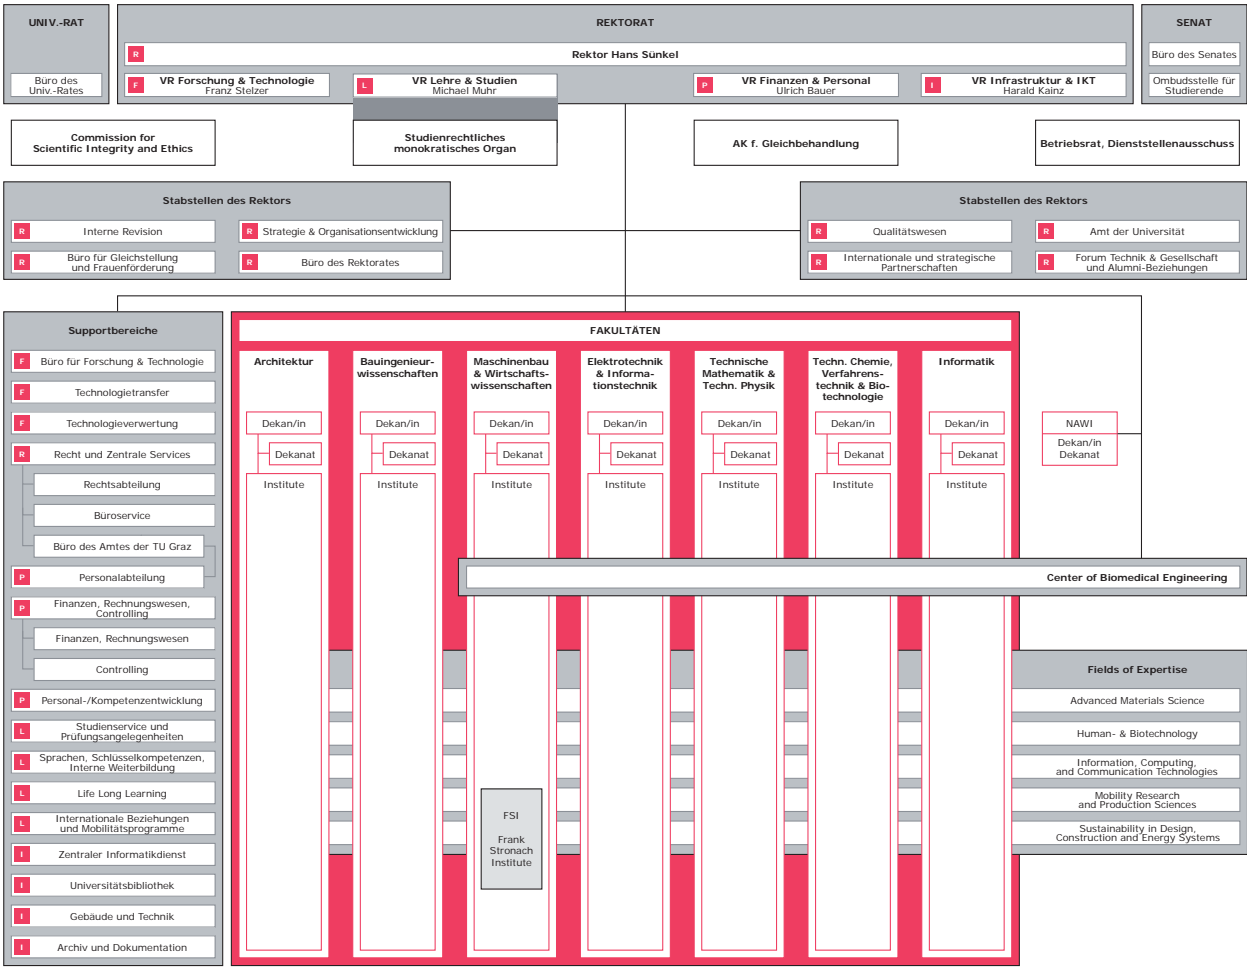 UNIV.-RAT
Büro des
Univ.-Rates
REKTORAT
R
Rektor Hans Sünkel
F
VR Forschung & Technologie
Franz Stelzer
L
VR Lehre & Studien
Michael Muhr
P
VR Finanzen & Personal
Ulrich Bauer
I
VR Infrastruktur & IKT
Harald Kainz
SENAT
Büro des Senates
Ombudsstelle für
Studierende
Commission for
Scientific Integrity and Ethics
Studienrechtliches
monokratisches Organ
AK f. Gleichbehandlung
Betriebsrat, Dienststellenausschuss
Stabstellen des Rektors
R
Interne Revision
R
Strategie & Organisationsentwicklung
R
Büro für Gleichstellung
und Frauenförderung
R
Büro des Rektorates
Stabstellen des Rektors
R
Qualitätswesen
R
Amt der Universität
R
Internationale und strategische
Partnerschaften
R
Forum Technik & Gesellschaft
und Alumni-Beziehungen
Supportbereiche
F
Büro für Forschung & Technologie
F
Technologietransfer
F
Technologieverwertung
R
Recht und Zentrale Services
Rechtsabteilung
Büroservice
Büro des Amtes der TU Graz
P
Personalabteilung
P
Finanzen, Rechnungswesen,
Controlling
Finanzen, Rechnungswesen
Controlling
P
Personal-/Kompetenzentwicklung
L
Studienservice und
Prüfungsangelegenheiten
L
Sprachen, Schlüsselkompetenzen,
Interne Weiterbildung
L
Life Long Learning
L
Internationale Beziehungen
und Mobilitätsprogramme
I
Zentraler Informatikdienst
I
Universitätsbibliothek
I
Gebäude und Technik
I
Archiv und Dokumentation
FAKULTÄTEN
Architektur
Dekan/in
Dekanat
Institute
Bauingenieur-
wissenschaften
Dekan/in
Dekanat
Institute
Maschinenbau
& Wirtschafts-
wissenschaften
Dekan/in
Dekanat
Institute
FSI
Frank
Stronach
Institute
Elektrotechnik
& Informa-
tionstechnik
Dekan/in
Dekanat
Institute
Technische
Mathematik &
Techn. Physik
Dekan/in
Dekanat
Institute
Techn. Chemie,
Verfahrens-
technik & Bio-
technologie
Dekan/in
Dekanat
Institute
Informatik
Dekan/in
Dekanat
Institute
NAWI
Dekan/in
Dekanat
Center of Biomedical Engineering
Fields of Expertise
Advanced Materials Science
Human- & Biotechnology
Information, Computing,
and Communication Technologies
Mobility Research
and Production Sciences
Sustainability in Design,
Construction and Energy Systems